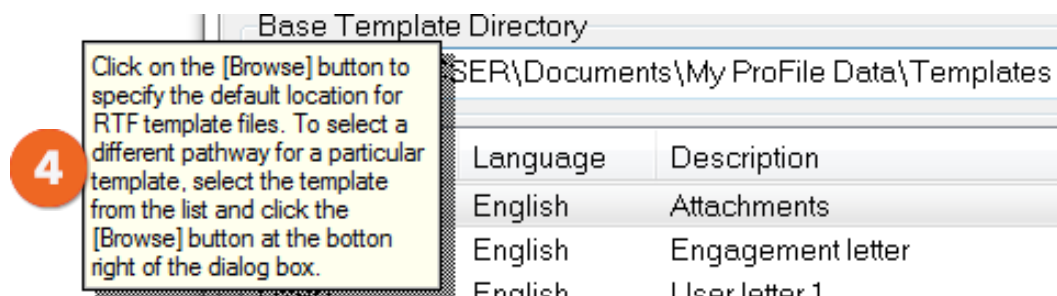 Base Template Directory
Click on the [Browse] button to
specify the default location for
RTF template files. To select a
different pathway for a particular
template, select the template
from the list and click the
[Browse] button at the botton
right of the dialog box.
4
SER\Documents\My ProFile Data\Templates
Language Description
English Attachments
English Engagement letter
English User letter 1